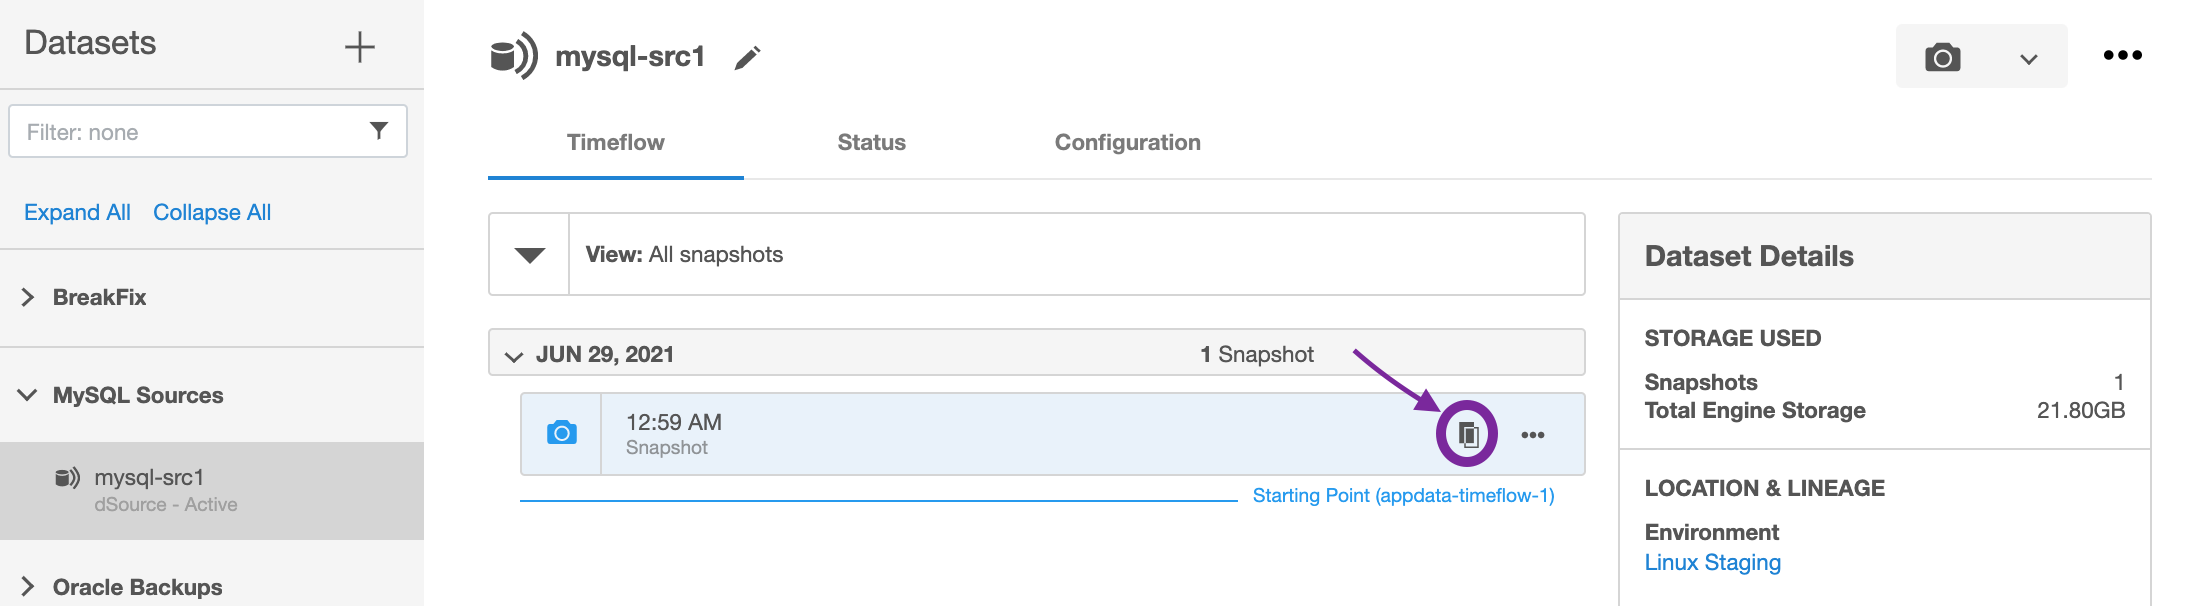 Datasets
Filter: none
Expand All Collapse All
BreakFix
MySQL Sources
mysql-src1
dSource - Active
Oracle Backups
mysql-src1
Timeflow Status Configuration
View: All snapshots
JUN 29, 2021 1 Snapshot
12:59 AM
Snapshot
Starting Point (appdata-timeflow-1)
Dataset Details
STORAGE USED
Snapshots 1
Total Engine Storage 21.80GB
LOCATION & LINEAGE
Environment
Linux Staging